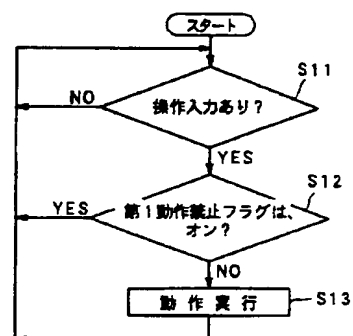 スタート
S11
NO
操作入力あり？
YES
S12
YES
第1動作禁止フラグは、
オン？
NO
動作実行
S13